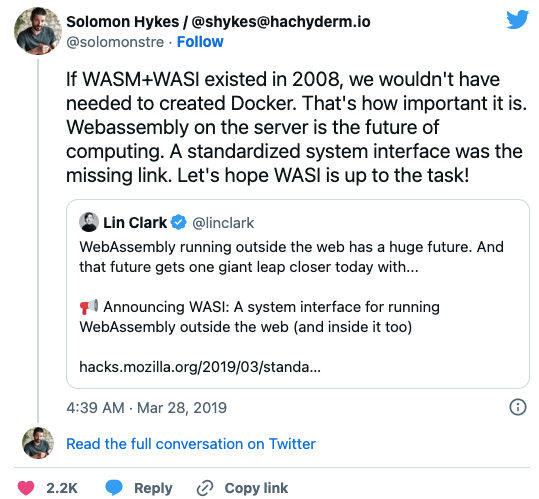 Solomon Hykes / @shykes@hachyderm.io
@solomonstre · Follow
If WASM+WASI existed in 2008, we wouldn't have
needed to created Docker. That's how important it is.
Webassembly on the server is the future of
computing. A standardized system interface was the
missing link. Let's hope WASI is up to the task!
Lin Clark @linclark
WebAssembly running outside the web has a huge future. And
that future gets one giant leap closer today with...
📢 Announcing WASI: A system interface for running
WebAssembly outside the web (and inside it too)
hacks.mozilla.org/2019/03/standa...
4:39 AM · Mar 28, 2019
Read the full conversation on Twitter
2.2K Reply Copy link